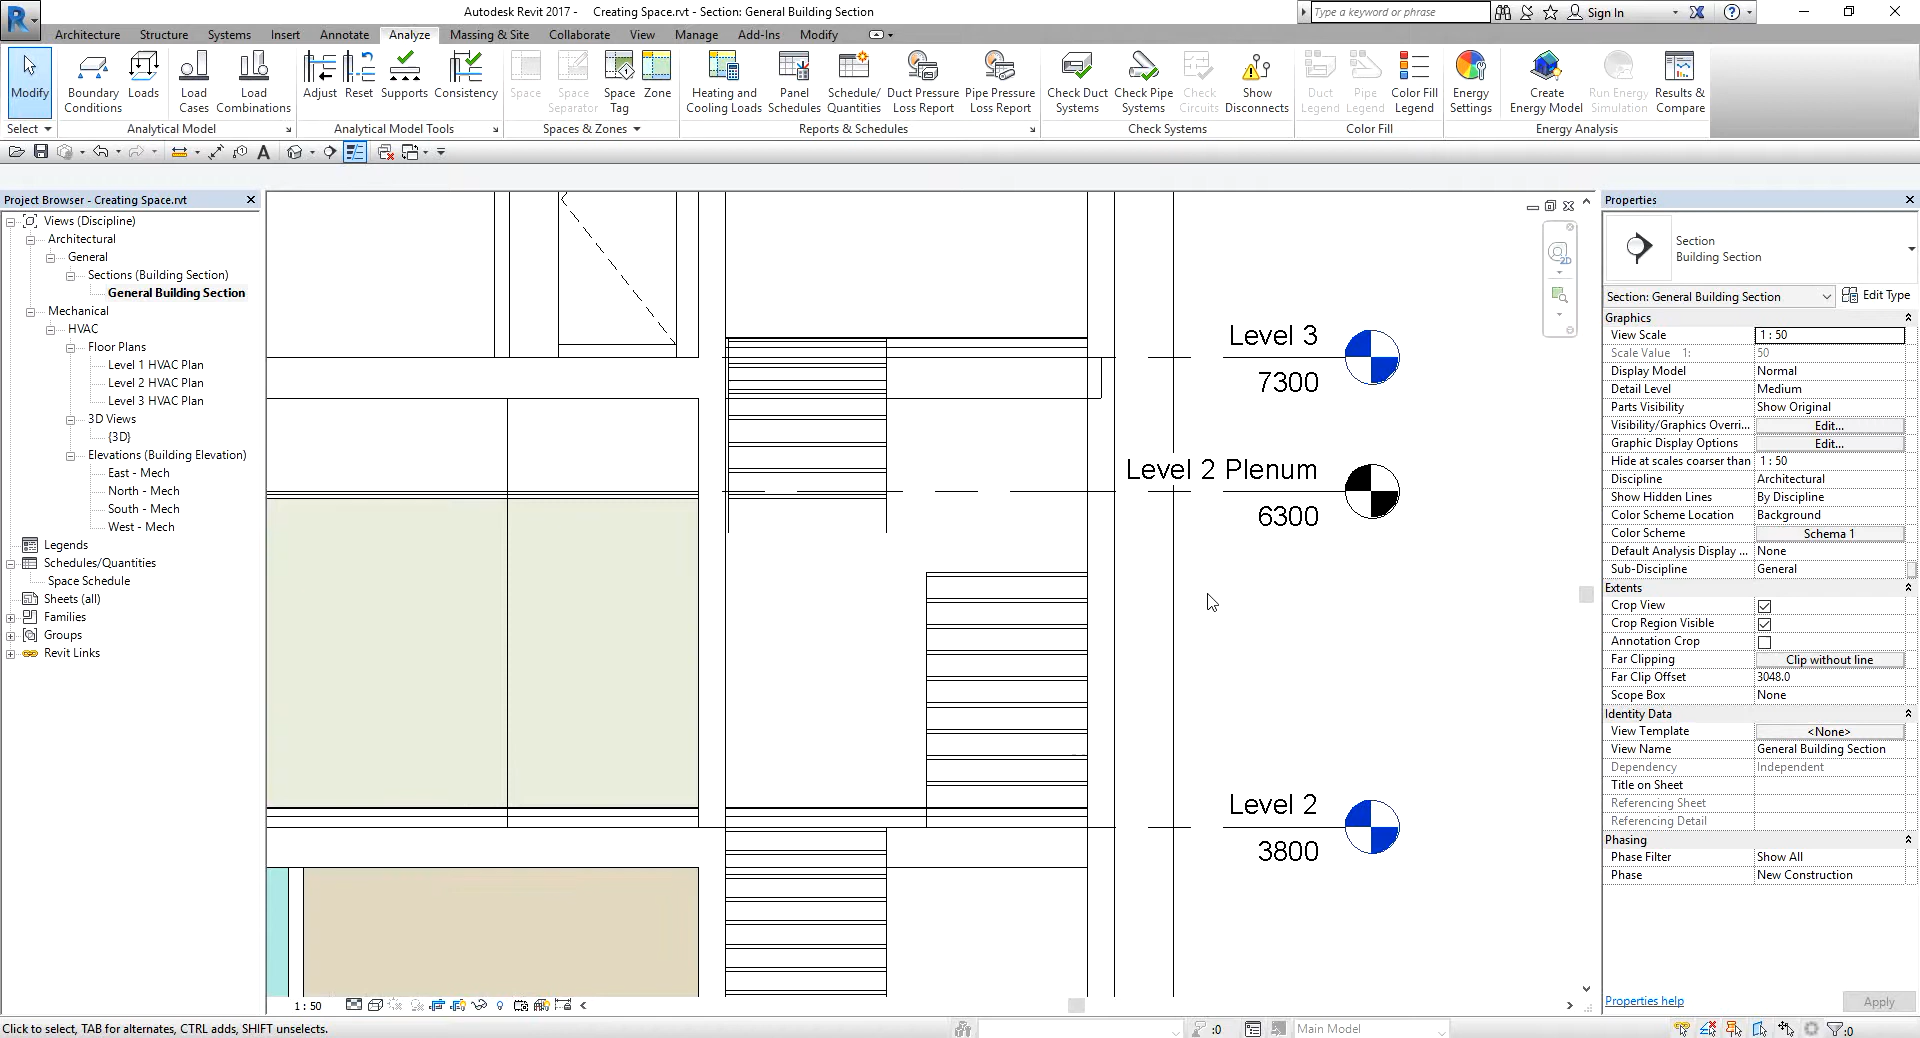 Autodesk Revit 2017 - Creating Space.rvt - Section: General Building Section
Type a keyword or phrase
Sign In
Architecture Structure Systems Insert Annotate Analyze Massing & Site Collaborate View Manage Add-Ins Modify
Modify
Boundary Conditions
Loads
Load Cases
Load Combinations
Adjust
Reset
Supports
Consistency
Space
Space Separator
Space Tag
Zone
Heating and Cooling Loads
Panel Schedules
Schedule/ Quantities
Duct Pressure Loss Report
Pipe Pressure Loss Report
Check Duct Systems
Check Pipe Systems
Check Circuits
Show Disconnects
Duct Legend
Pipe Legend
Color Fill Legend
Energy Settings
Create Energy Model
Run Energy Simulation
Results & Compare
Select
Analytical Model
Analytical Model Tools
Spaces & Zones
Reports & Schedules
Check Systems
Color Fill
Energy Analysis
Project Browser - Creating Space.rvt
Views (Discipline)
Architectural
General
Sections (Building Section)
General Building Section
Mechanical
HVAC
Floor Plans
Level 1 HVAC Plan
Level 2 HVAC Plan
Level 3 HVAC Plan
3D Views
{3D}
Elevations (Building Elevation)
East - Mech
North - Mech
South - Mech
West - Mech
Legends
Schedules/Quantities
Space Schedule
Sheets (all)
Families
Groups
Revit Links
2D
Level 3
7300
Level 2 Plenum
6300
Level 2
3800
Properties
Section
Building Section
Section: General Building Section
Edit Type
Graphics
View Scale 1 : 50
Scale Value 1: 50
Display Model Normal
Detail Level Medium
Parts Visibility Show Original
Visibility/Graphics Overri... Edit...
Graphic Display Options Edit...
Hide at scales coarser than 1 : 50
Discipline Architectural
Show Hidden Lines By Discipline
Color Scheme Location Background
Color Scheme Schema 1
Default Analysis Display ... None
Sub-Discipline General
Extents
Crop View
Crop Region Visible
Annotation Crop
Far Clipping Clip without line
Far Clip Offset 3048.0
Scope Box None
Identity Data
View Template <None>
View Name General Building Section
Dependency Independent
Title on Sheet
Referencing Sheet
Referencing Detail
Phasing
Phase Filter Show All
Phase New Construction
Properties help
Apply
1 : 50
Click to select, TAB for alternates, CTRL adds, SHIFT unselects.
:0
Main Model
:0